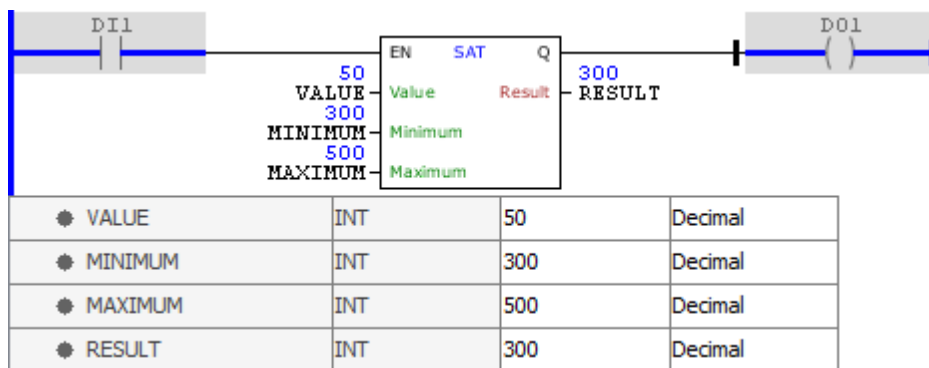 DI1 DO1
EN SAT Q
50 300
VALUE Value Result RESULT
300
MINIMUM Minimum
500
MAXIMUM Maximum
VALUE INT 50 Decimal
MINIMUM INT 300 Decimal
MAXIMUM INT 500 Decimal
RESULT INT 300 Decimal